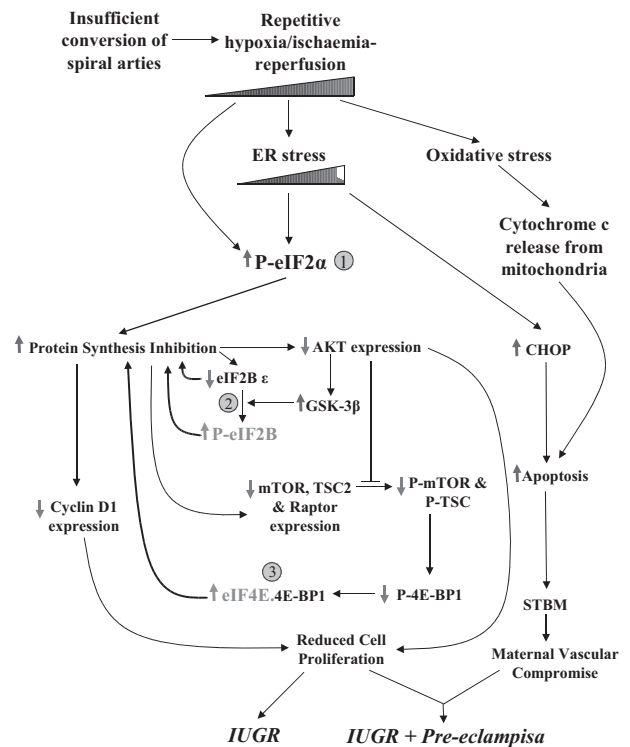 Insufficient
conversion of
spiral arties
Repetitive
hypoxia/ischaemia-
reperfusion
ER stress
Oxidative stress
Cytochrome c
release from
mitochondria
P-eIF2α 1
Protein Synthesis Inhibition
AKT expression
CHOP
eIF2B ε
2
GSK-3β
P-eIF2B
mTOR, TSC2
& Raptor
expression
P-mTOR &
P-TSC
Apoptosis
Cyclin D1
expression
3
eIF4E.4E-BP1
P-4E-BP1
STBM
Reduced Cell
Proliferation
Maternal Vascular
Compromise
IUGR
IUGR + Pre-eclampisa